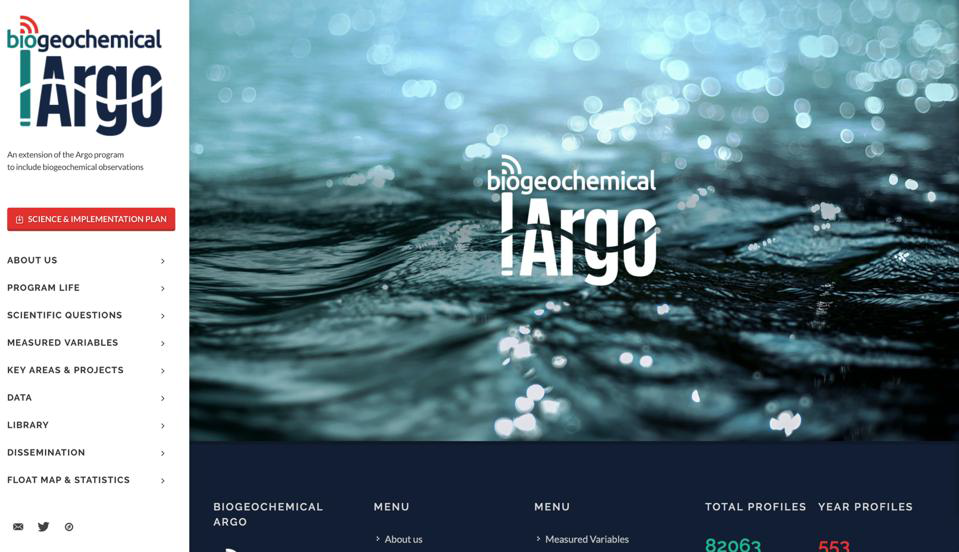 biogeochemical
Argo
An extension of the Argo program
to include biogeochemical observations
SCIENCE & IMPLEMENTATION PLAN
ABOUT US
PROGRAM LIFE
SCIENTIFIC QUESTIONS
MEASURED VARIABLES
KEY AREAS & PROJECTS
DATA
LIBRARY
DISSEMINATION
FLOAT MAP & STATISTICS
biogeochemical
Argo
BIOGEOCHEMICAL
ARGO
MENU
About us
MENU
Measured Variables
TOTAL PROFILES
82063
YEAR PROFILES
553